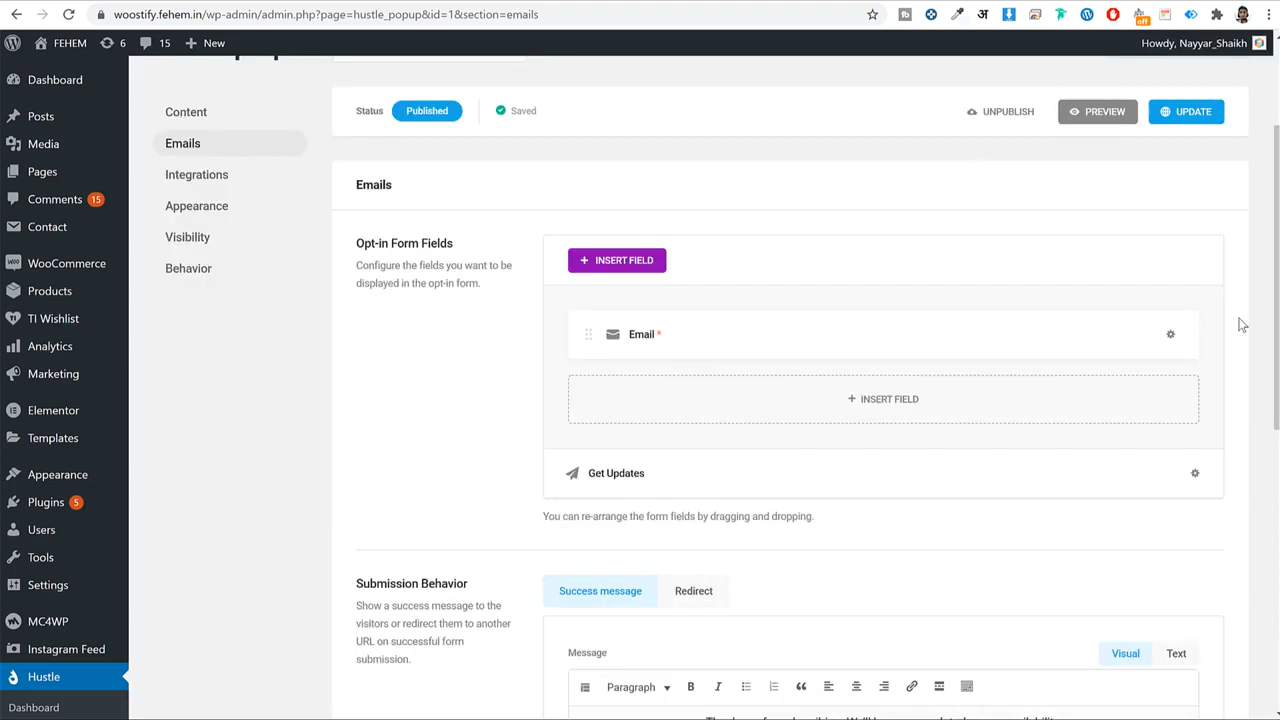 woostify.fehem.in/wp-admin/admin.php?page=hustle_popup&id=1&section=emails
अ
off
FEHEM
6
15
New
Howdy, Nayyar_Shaikh
Dashboard
Posts
Media
Pages
Comments 15
Contact
WooCommerce
Products
TI Wishlist
Analytics
Marketing
Elementor
Templates
Appearance
Plugins 5
Users
Tools
Settings
MC4WP
Instagram Feed
Hustle
Dashboard
Content
Emails
Integrations
Appearance
Visibility
Behavior
Status Published Saved
UNPUBLISH PREVIEW UPDATE
Emails
Opt-in Form Fields
Configure the fields you want to be
displayed in the opt-in form.
+ INSERT FIELD
Email *
+ INSERT FIELD
Get Updates
You can re-arrange the form fields by dragging and dropping.
Submission Behavior
Show a success message to the
visitors or redirect them to another
URL on successful form
submission.
Success message Redirect
Message
Visual Text
Paragraph B I